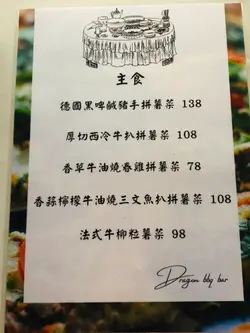 主食
德國黑啤鹹豬手拼薯菜 138
厚切西冷牛扒拼薯菜 108
香草牛油燒春雞拼薯菜 78
香蒜檸檬牛油燒三文魚扒拼薯菜 108
法式牛柳粒薯菜 98
Dragon bbq bar